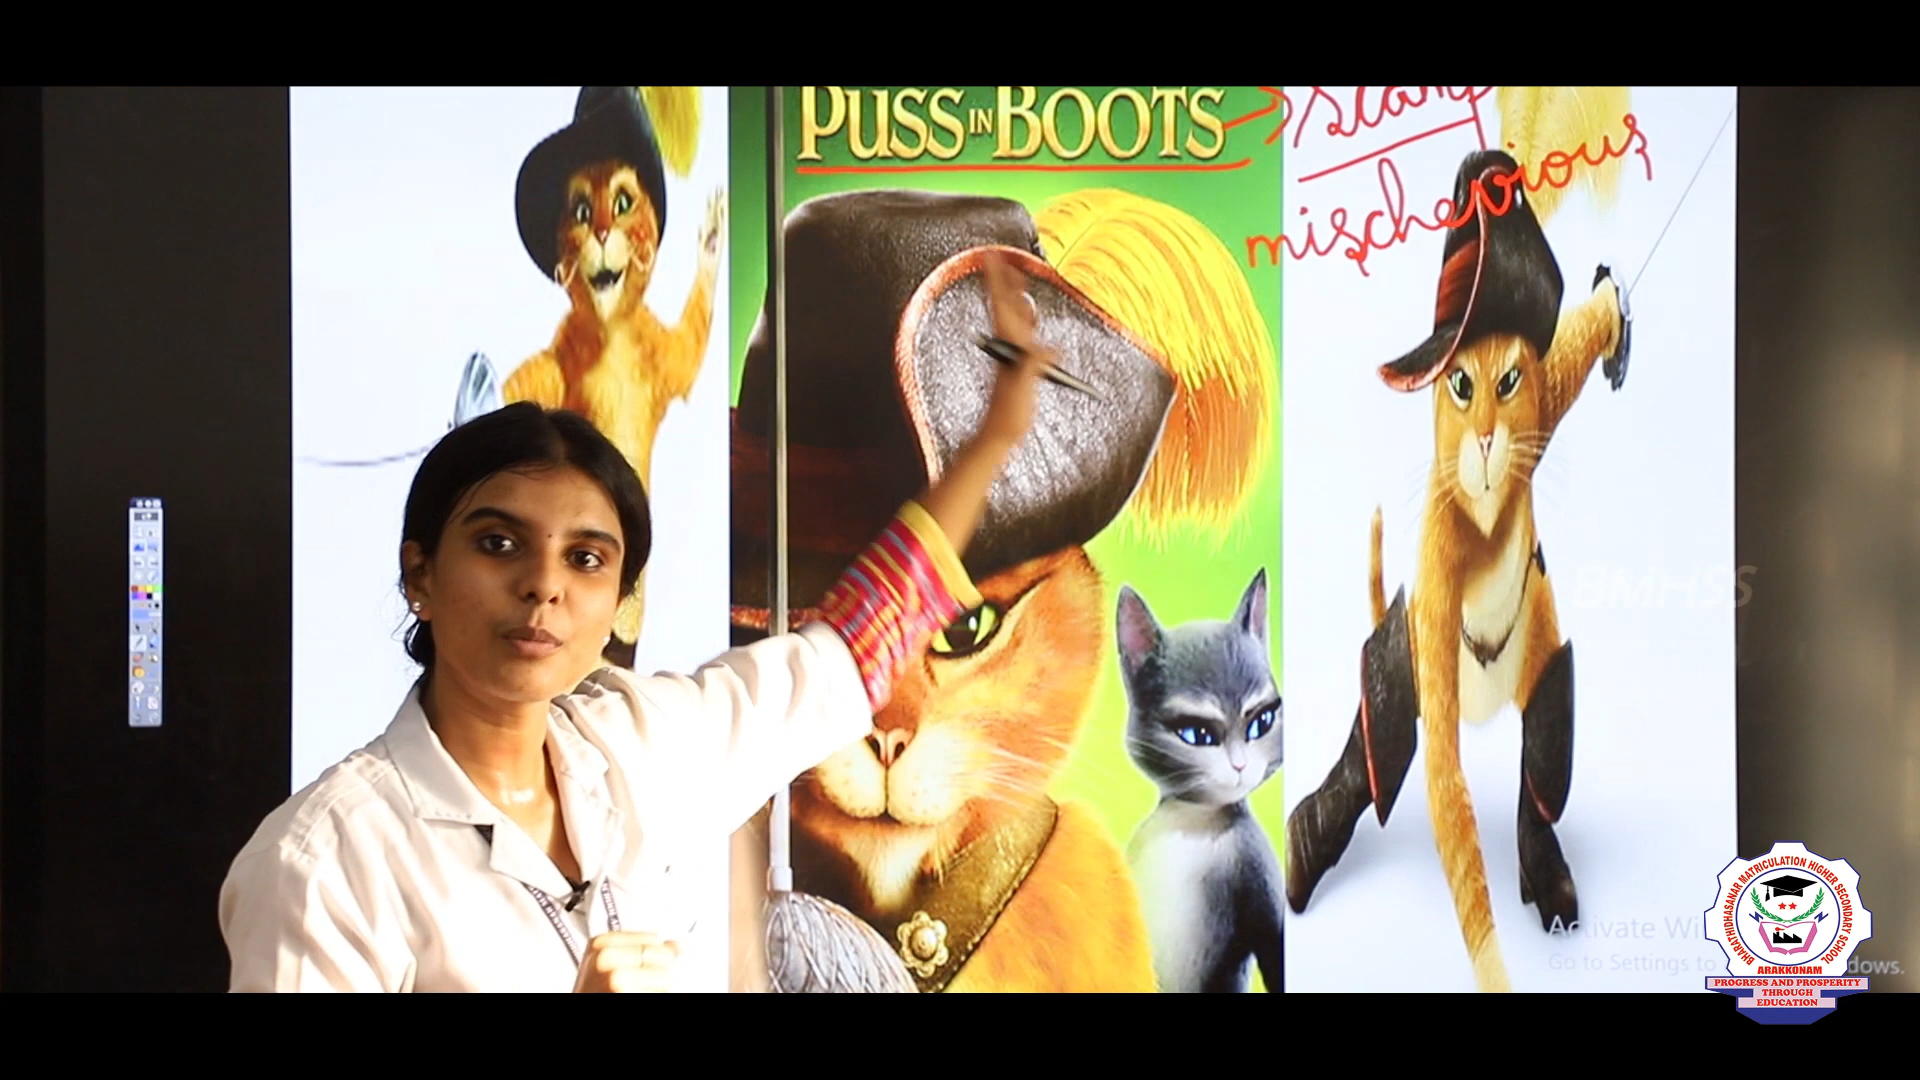 PUSS IN BOOTS
mischevious
BMHSS
Activate Wi
Go to Settings to
dows.
BHARATHIDHASANAR MATRICULATION HIGHER SECONDARY SCHOOL
ARAKKONAM
PROGRESS AND PROSPERITY
THROUGH
EDUCATION